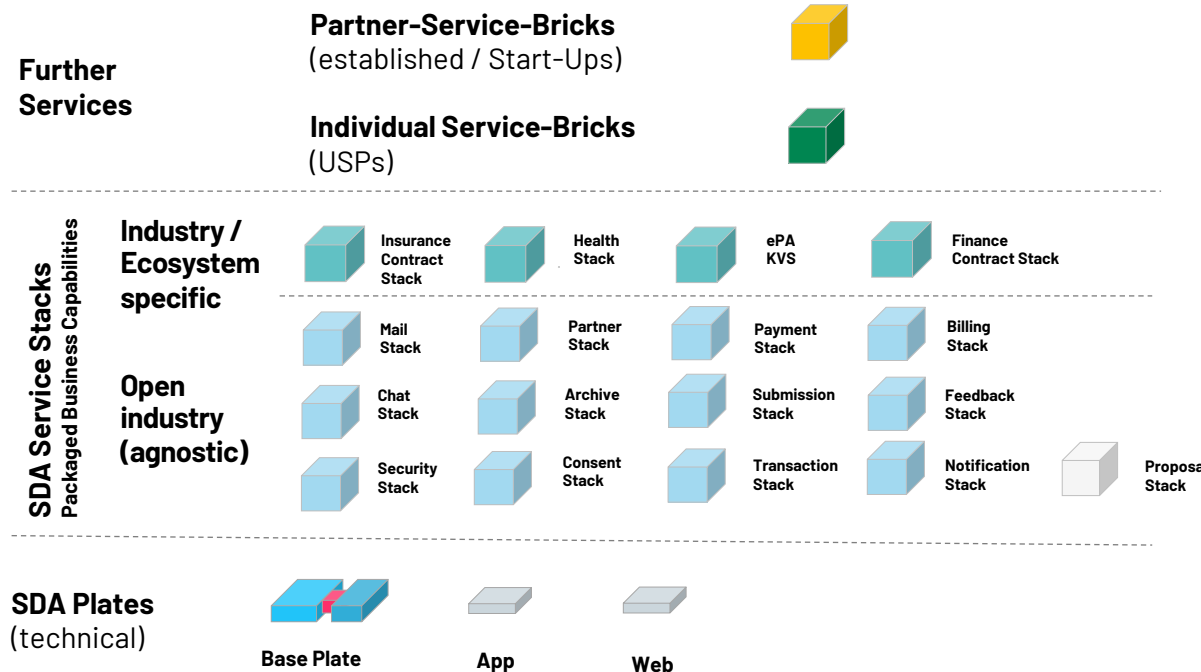 Partner-Service-Bricks
(established / Start-Ups)
Further
Services
Individual Service-Bricks
(USPs)
SDA Service Stacks
Packaged Business Capabilities
Industry /
Ecosystem
specific
Insurance
Contract
Stack
Health
Stack
ePA
KVS
Finance
Contract Stack
Open
industry
(agnostic)
Mail
Stack
Partner
Stack
Payment
Stack
Billing
Stack
Chat
Stack
Archive
Stack
Submission
Stack
Feedback
Stack
Security
Stack
Consent
Stack
Transaction
Stack
Notification
Stack
Proposa
Stack
SDA Plates
(technical)
Base Plate
App
Web